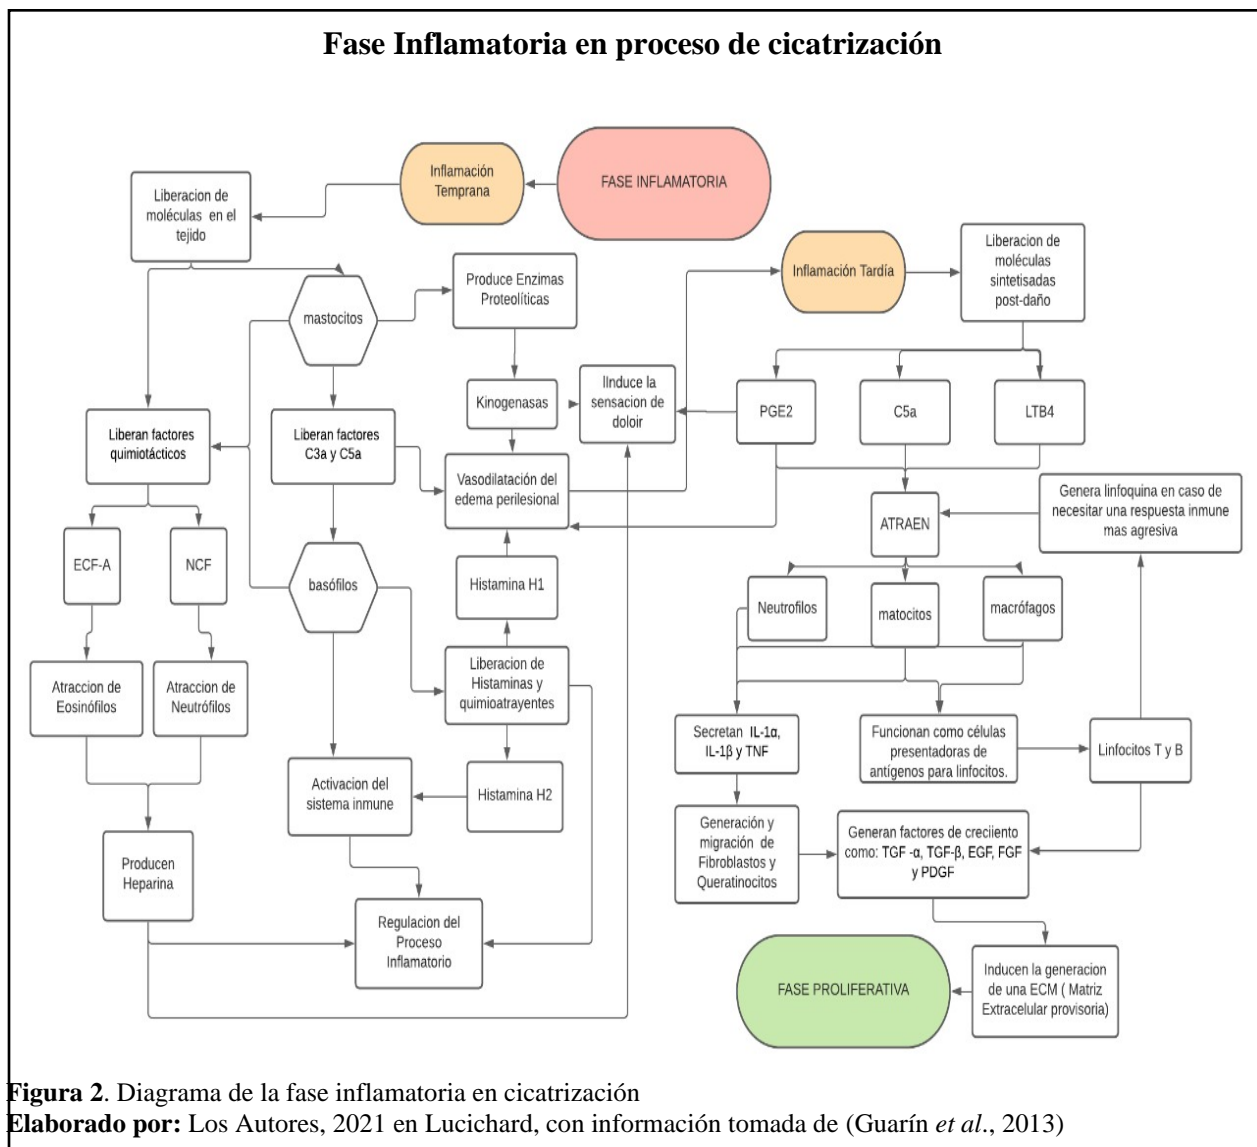 Fase Inflamatoria en proceso de cicatrización
FASE INFLAMATORIA
Inflamación
Temprana
Liberacion de
moléculas en el
tejido
mastocitos
Produce Enzimas
Proteolíticas
Kinogenasas
IInduce la
sensacion de
doloir
Liberan factores
quimiotácticos
Liberan factores
C3a y C5a
Vasodilatación del
edema perilesional
ECF-A
NCF
basófilos
Histamina H1
Atraccion de
Eosinófilos
Atraccion de
Neutrófilos
Liberacion de
Histaminas y
quimioatrayentes
Activacion del
sistema inmune
Histamina H2
Producen
Heparina
Regulacion del
Proceso
Inflamatorio
Inflamación Tardía
Liberacion de
moléculas
sintetisadas
post-daño
PGE2
C5a
LTB4
ATRAEN
Genera linfoquina en caso de
necesitar una respuesta inmune
mas agresiva
Neutrofilos
matocitos
macrófagos
Secretan IL-1α,
IL-1β y TNF
Funcionan como células
presentadoras de
antígenos para linfocitos.
Linfocitos T y B
Generación y
migración de
Fibroblastos y
Queratinocitos
Generan factores de creciiento
como: TGF -α, TGF-β, EGF, FGF
y PDGF
Inducen la generacion
de una ECM ( Matriz
Extracelular provisoria)
FASE PROLIFERATIVA
Figura 2. Diagrama de la fase inflamatoria en cicatrización
Elaborado por: Los Autores, 2021 en Lucichard, con información tomada de (Guarín et al., 2013)